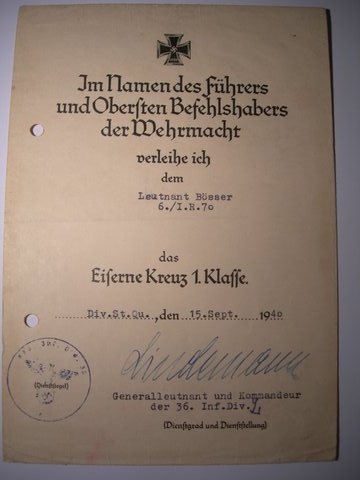 Im Namen des Führers
und Obersten Befehlshabers
der Wehrmacht
verleihe ich
dem
Leutnant Bösser
6./I.R.70
das
Eiserne Kreuz 1. Klasse.
Div.St.Qu. , den 15.Sept. 1940
(Dienstsiegel)
Lindemann
Generalleutnant und Kommandeur
der 36. Inf.Div.
(Dienstgrad und Dienststellung)